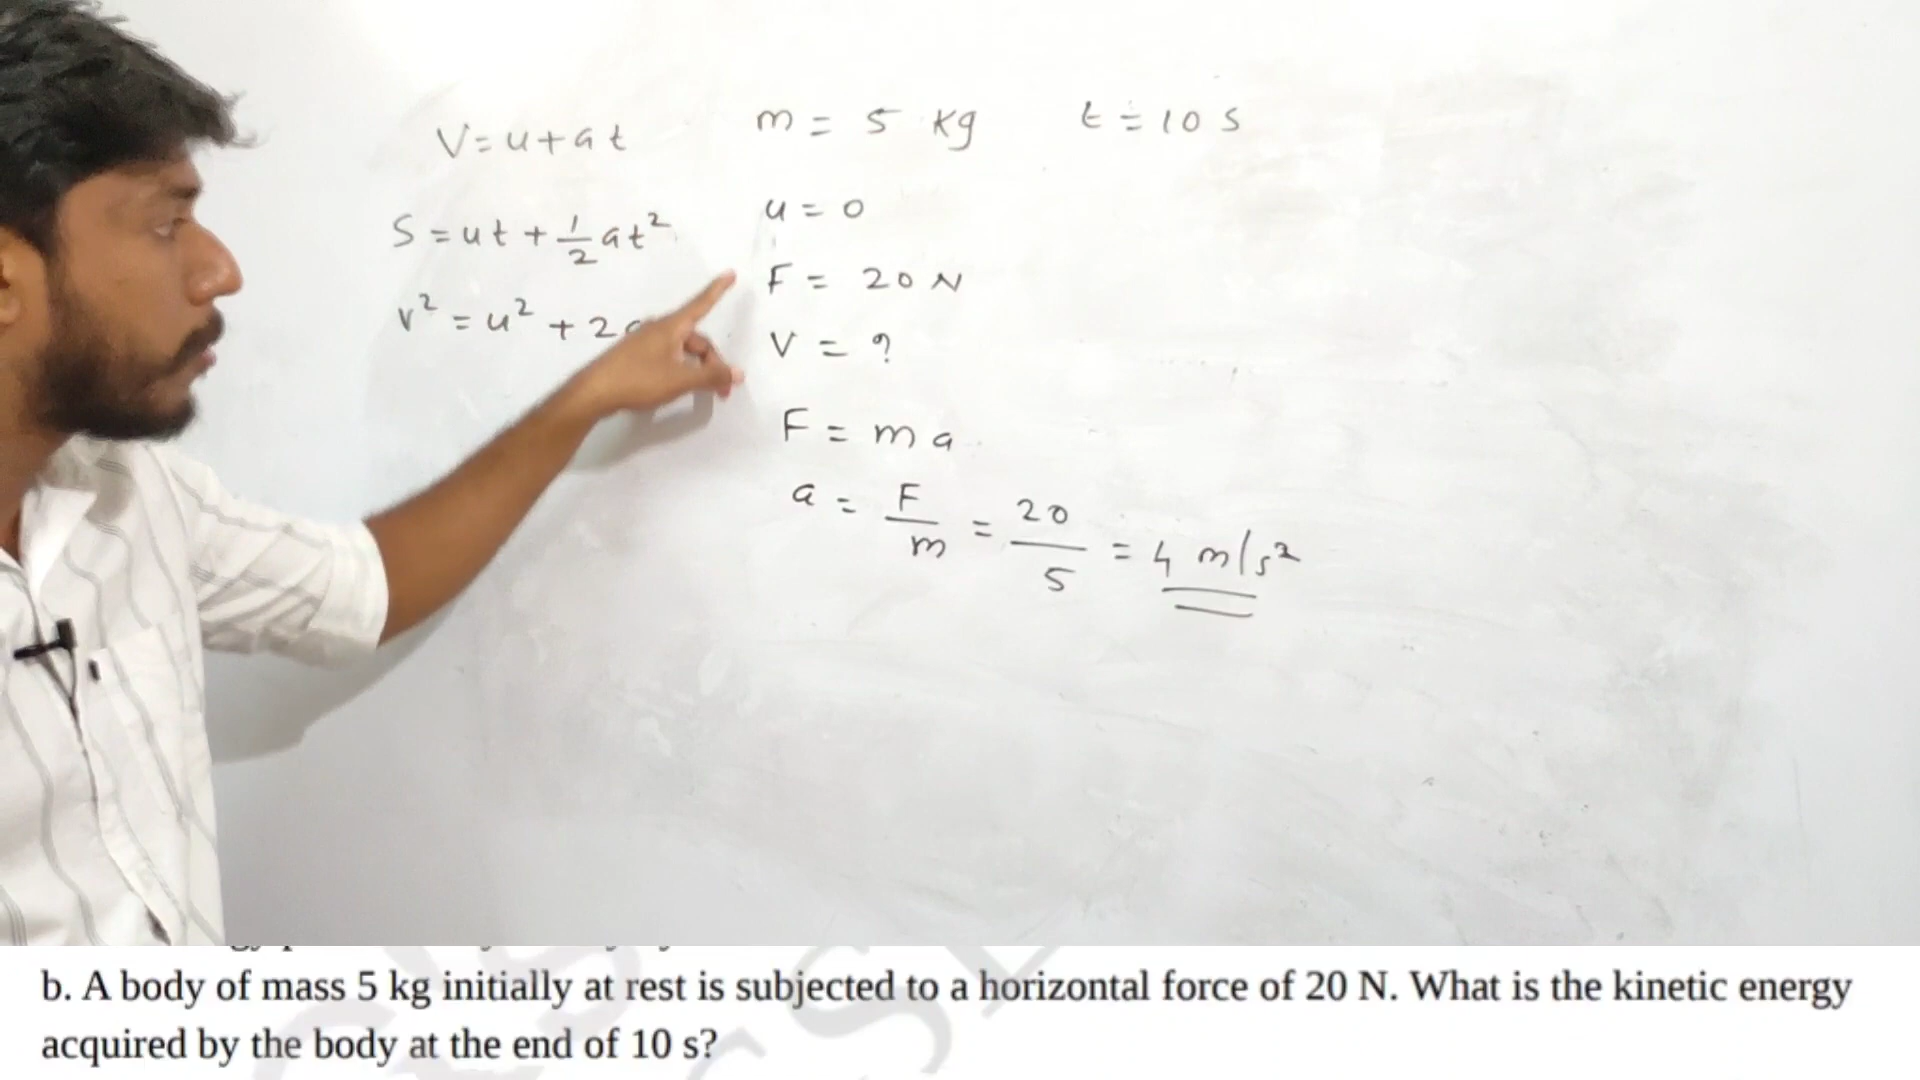 V = u + at
S = ut + 1/2 at²
v² = u² + 2
m = 5 kg t = 10 s
u = 0
F = 20 N
V = ?
F = m a
a = F/m = 20/5 = 4 m/s²
b. A body of mass 5 kg initially at rest is subjected to a horizontal force of 20 N. What is the kinetic energy
acquired by the body at the end of 10 s?